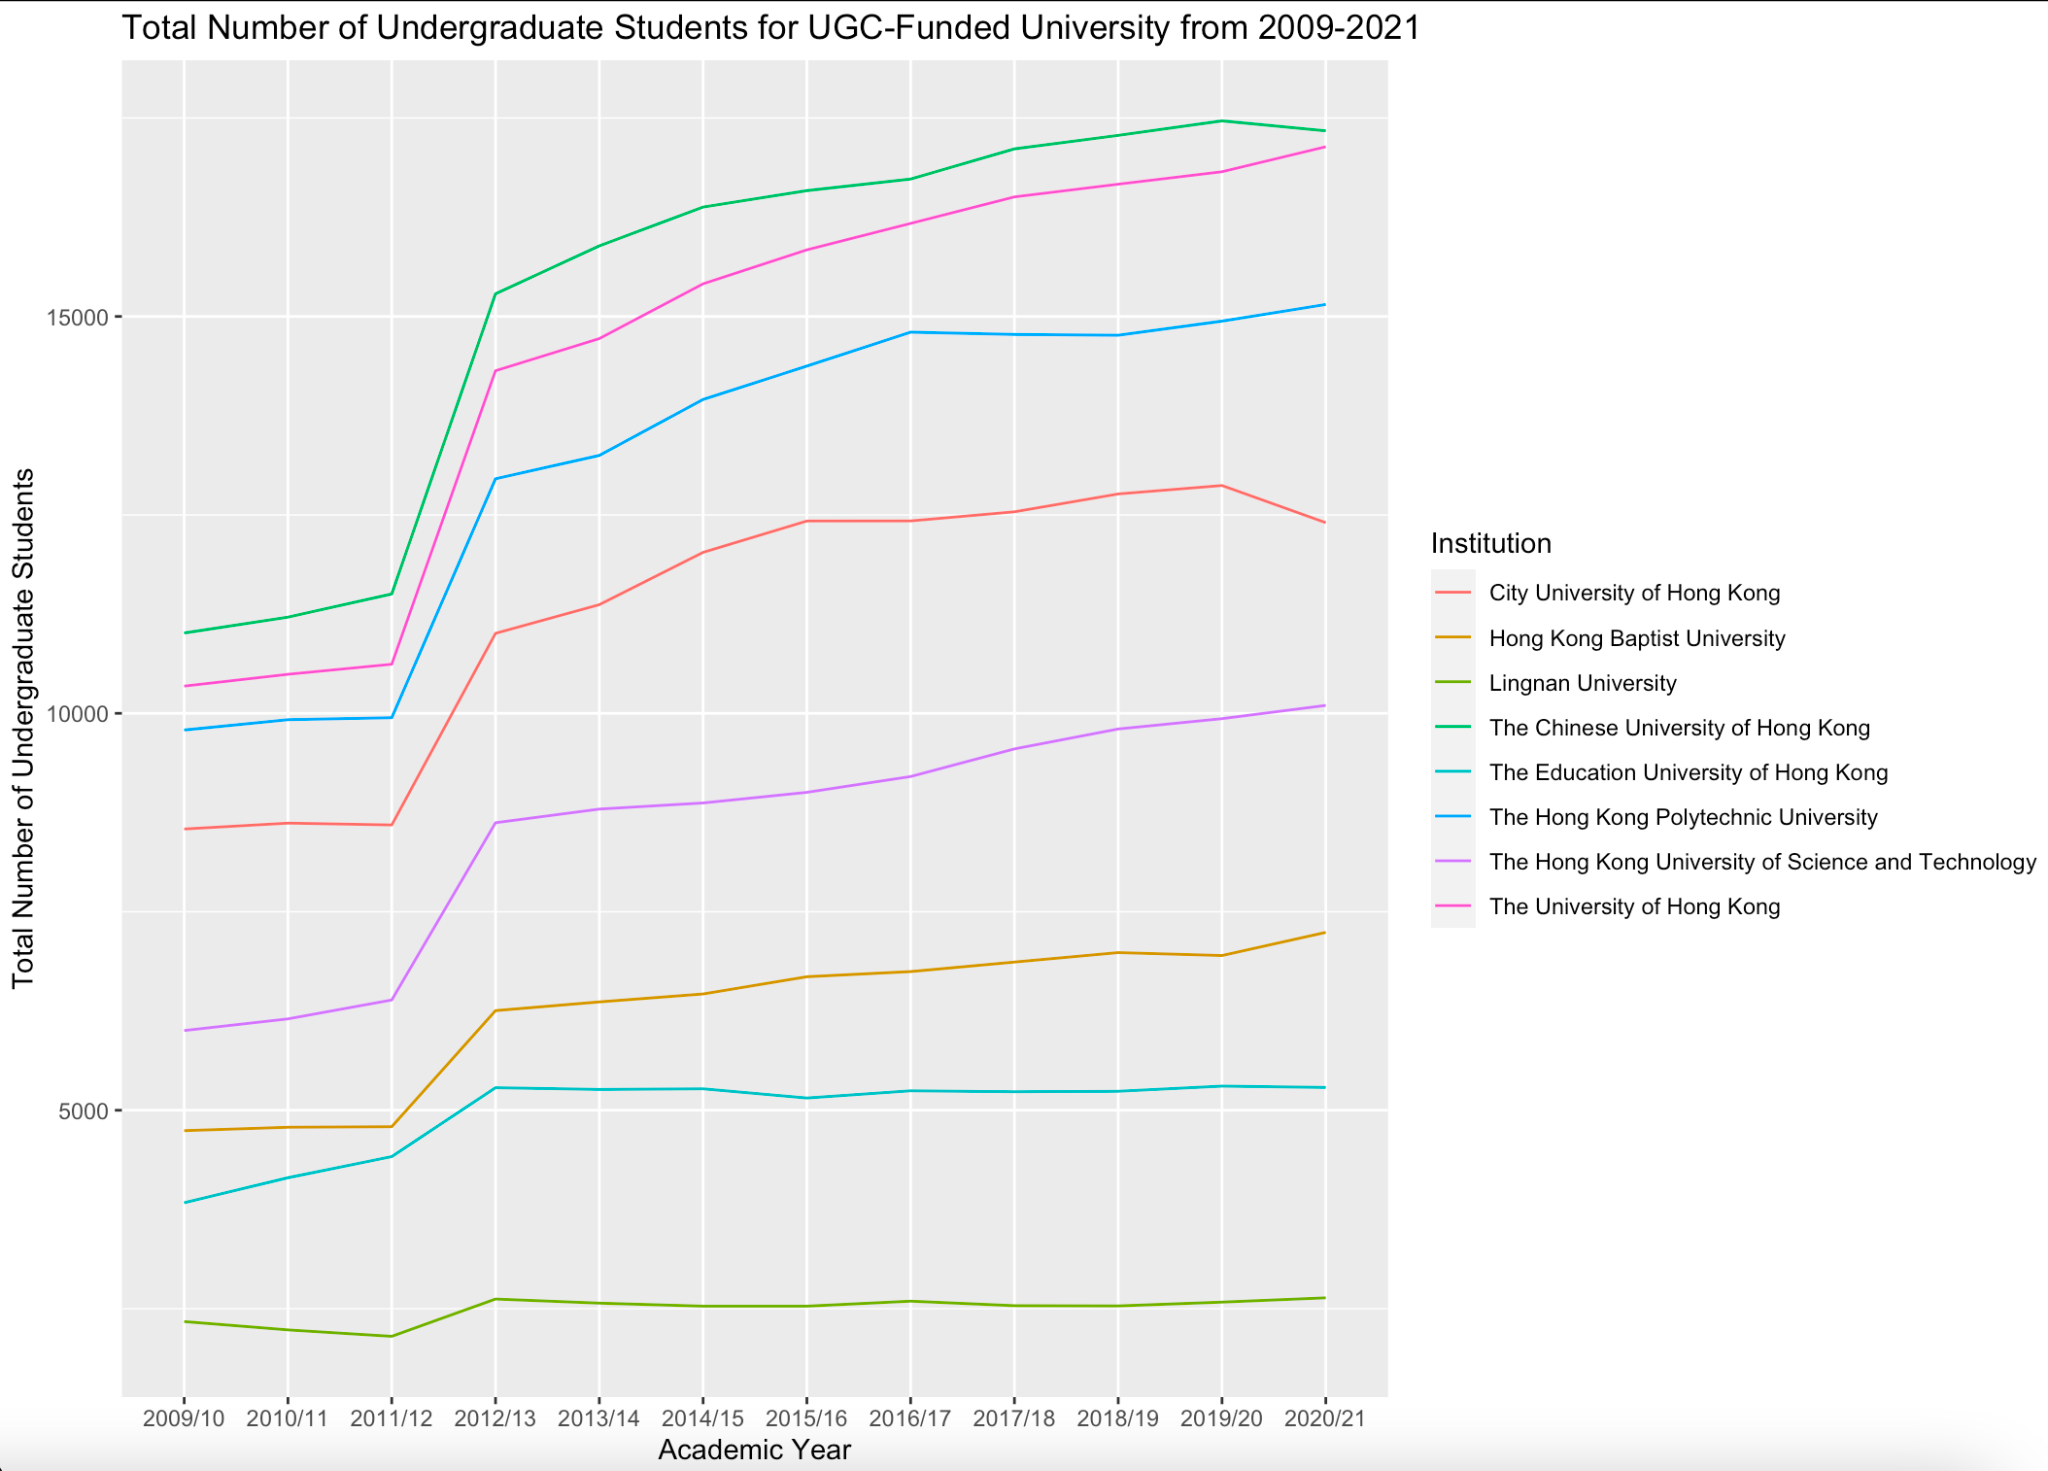 Total Number of Undergraduate Students for UGC-Funded University from 2009-2021
Total Number of Undergraduate Students
15000
10000
5000
2009/10 2010/11 2011/12 2012/13 2013/14 2014/15 2015/16 2016/17 2017/18 2018/19 2019/20 2020/21
Academic Year
Institution
City University of Hong Kong
Hong Kong Baptist University
Lingnan University
The Chinese University of Hong Kong
The Education University of Hong Kong
The Hong Kong Polytechnic University
The Hong Kong University of Science and Technology
The University of Hong Kong